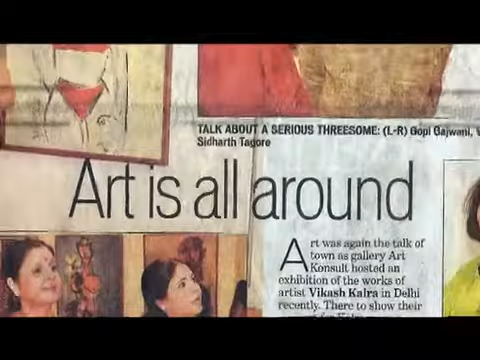 TALK ABOUT A SERIOUS THREESOME: (L-R) Gopi Gajwani,
Sidharth Tagore
Art is all around
Art was again the talk of
town as gallery Art
Konsult hosted an
exhibition of the works of
artist Vikash Kalra in Delhi
recently. There to show their